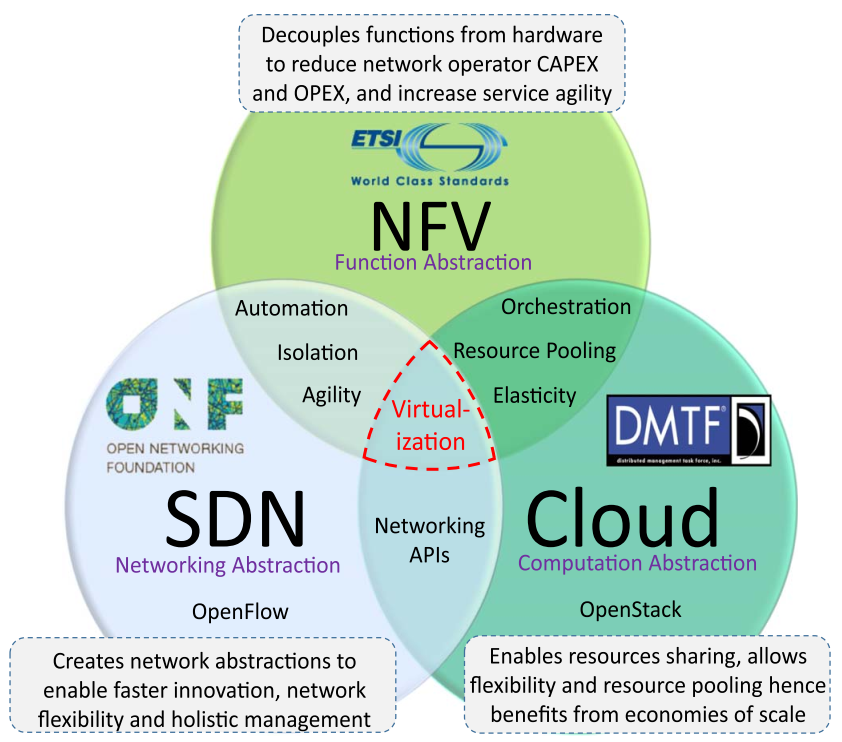 Decouples functions from hardware
to reduce network operator CAPEX
and OPEX, and increase service agility
ETSI
World Class Standards
NFV
Function Abstraction
Automation
Isolation
Agility
Orchestration
Resource Pooling
Elasticity
Virtual-
ization
ONF
OPEN NETWORKING
FOUNDATION
SDN
Networking Abstraction
OpenFlow
Networking
APIs
DMTF®
distributed management task force, inc.
Cloud
Computation Abstraction
OpenStack
Creates network abstractions to
enable faster innovation, network
flexibility and holistic management
Enables resources sharing, allows
flexibility and resource pooling hence
benefits from economies of scale